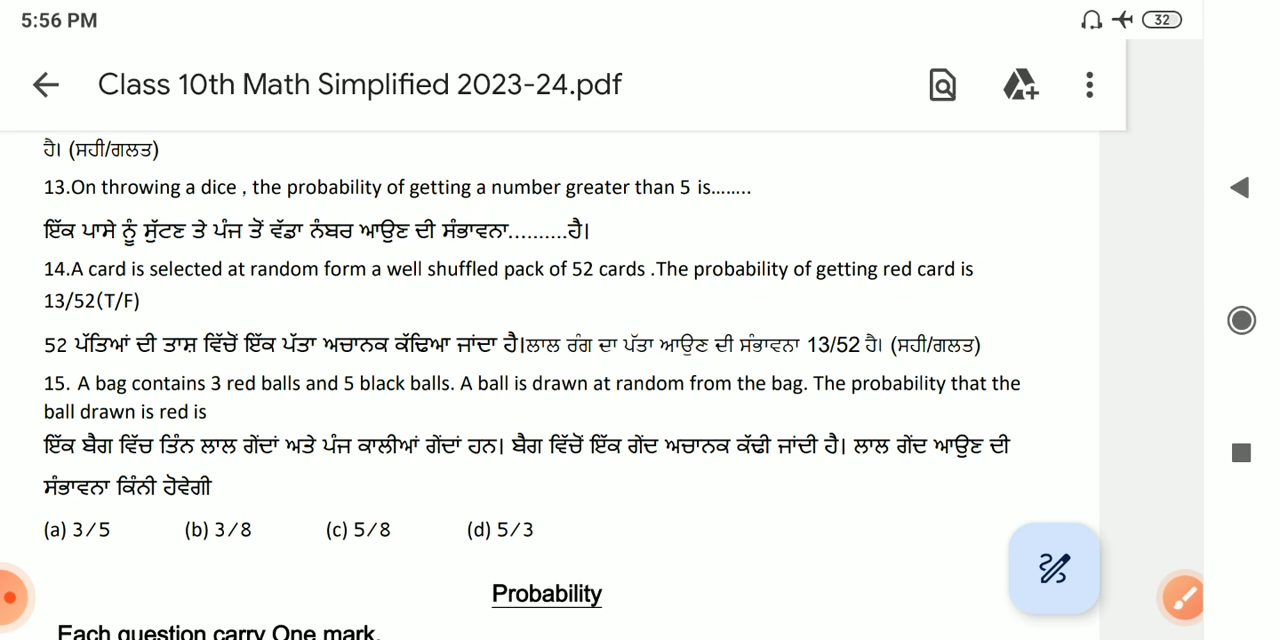 5:56 PM
32
Class 10th Math Simplified 2023-24.pdf
ਹੈ। (ਸਹੀ/ਗਲਤ)
13.On throwing a dice , the probability of getting a number greater than 5 is........
ਇੱਕ ਪਾਸੇ ਨੂੰ ਸੁੱਟਣ ਤੇ ਪੰਜ ਤੋਂ ਵੱਡਾ ਨੰਬਰ ਆਉਣ ਦੀ ਸੰਭਾਵਨਾ..........ਹੈ।
14.A card is selected at random form a well shuffled pack of 52 cards .The probability of getting red card is
13/52(T/F)
52 ਪੱਤਿਆਂ ਦੀ ਤਾਸ਼ ਵਿੱਚੋਂ ਇੱਕ ਪੱਤਾ ਅਚਾਨਕ ਕੱਢਿਆ ਜਾਂਦਾ ਹੈ।ਲਾਲ ਰੰਗ ਦਾ ਪੱਤਾ ਆਉਣ ਦੀ ਸੰਭਾਵਨਾ 13/52 ਹੈ। (ਸਹੀ/ਗਲਤ)
15. A bag contains 3 red balls and 5 black balls. A ball is drawn at random from the bag. The probability that the
ball drawn is red is
ਇੱਕ ਬੈਗ ਵਿੱਚ ਤਿੰਨ ਲਾਲ ਗੇਂਦਾਂ ਅਤੇ ਪੰਜ ਕਾਲੀਆਂ ਗੇਂਦਾਂ ਹਨ। ਬੈਗ ਵਿੱਚੋਂ ਇੱਕ ਗੇਂਦ ਅਚਾਨਕ ਕੱਢੀ ਜਾਂਦੀ ਹੈ। ਲਾਲ ਗੇਂਦ ਆਉਣ ਦੀ
ਸੰਭਾਵਨਾ ਕਿੰਨੀ ਹੋਵੇਗੀ
(a) 3/5 (b) 3/8 (c) 5/8 (d) 5/3
Probability
Each question carry One mark.